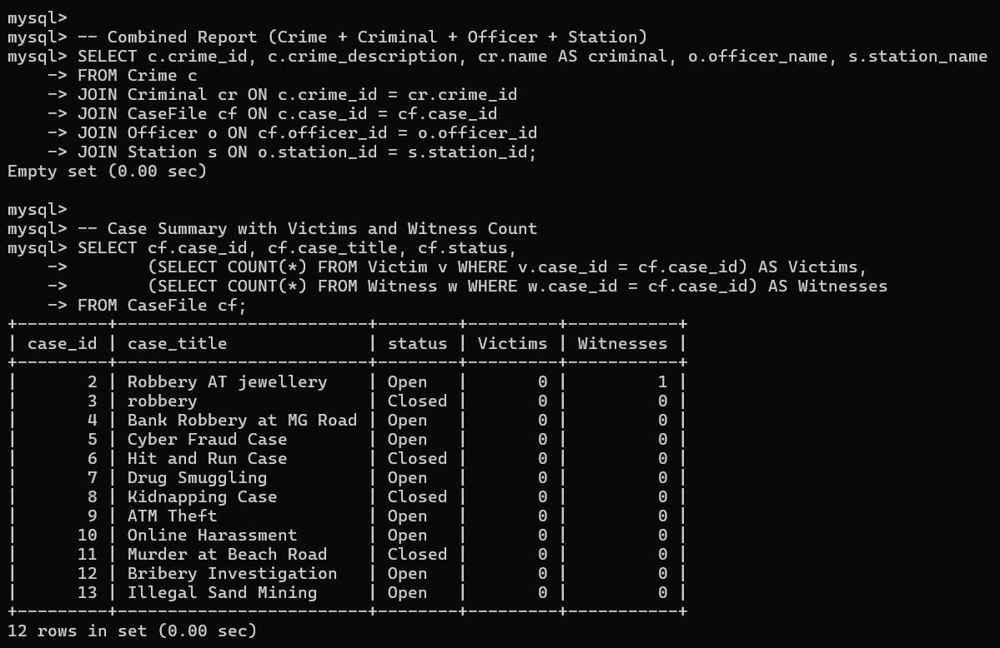 mysql>
mysql> -- Combined Report (Crime + Criminal + Officer + Station)
mysql> SELECT c.crime_id, c.crime_description, cr.name AS criminal, o.officer_name, s.station_name
    -> FROM Crime c
    -> JOIN Criminal cr ON c.crime_id = cr.crime_id
    -> JOIN CaseFile cf ON c.case_id = cf.case_id
    -> JOIN Officer o ON cf.officer_id = o.officer_id
    -> JOIN Station s ON o.station_id = s.station_id;
Empty set (0.00 sec)

mysql>
mysql> -- Case Summary with Victims and Witness Count
mysql> SELECT cf.case_id, cf.case_title, cf.status,
    ->        (SELECT COUNT(*) FROM Victim v WHERE v.case_id = cf.case_id) AS Victims,
    ->        (SELECT COUNT(*) FROM Witness w WHERE w.case_id = cf.case_id) AS Witnesses
    -> FROM CaseFile cf;
+---------+-------------------------+--------+---------+-----------+
| case_id | case_title              | status | Victims | Witnesses |
+---------+-------------------------+--------+---------+-----------+
|       2 | Robbery AT jewellery    | Open   |       0 |         1 |
|       3 | robbery                 | Closed |       0 |         0 |
|       4 | Bank Robbery at MG Road | Open   |       0 |         0 |
|       5 | Cyber Fraud Case        | Open   |       0 |         0 |
|       6 | Hit and Run Case        | Closed |       0 |         0 |
|       7 | Drug Smuggling          | Open   |       0 |         0 |
|       8 | Kidnapping Case         | Closed |       0 |         0 |
|       9 | ATM Theft               | Open   |       0 |         0 |
|      10 | Online Harassment       | Open   |       0 |         0 |
|      11 | Murder at Beach Road    | Closed |       0 |         0 |
|      12 | Bribery Investigation   | Open   |       0 |         0 |
|      13 | Illegal Sand Mining     | Open   |       0 |         0 |
+---------+-------------------------+--------+---------+-----------+
12 rows in set (0.00 sec)